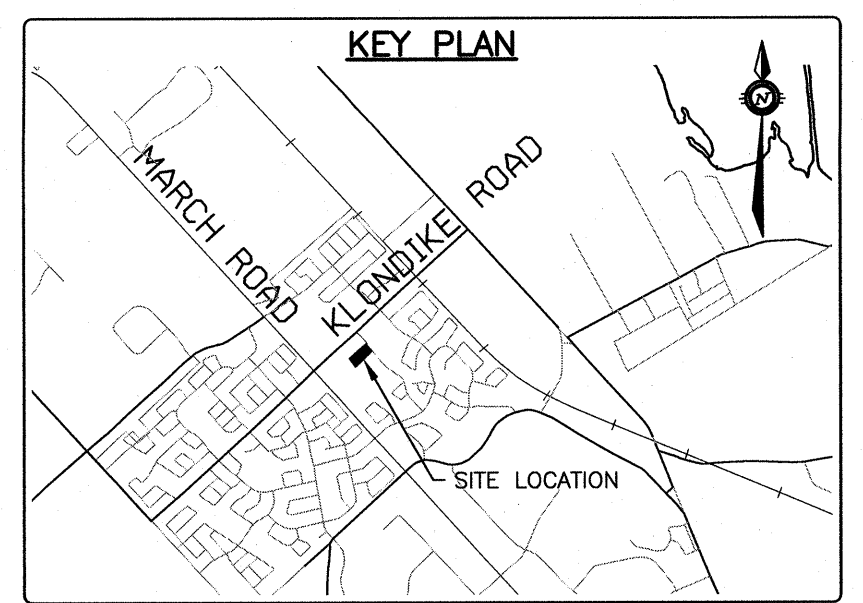 KEY PLAN
N
MARCH ROAD
KLONDIKE ROAD
SITE LOCATION